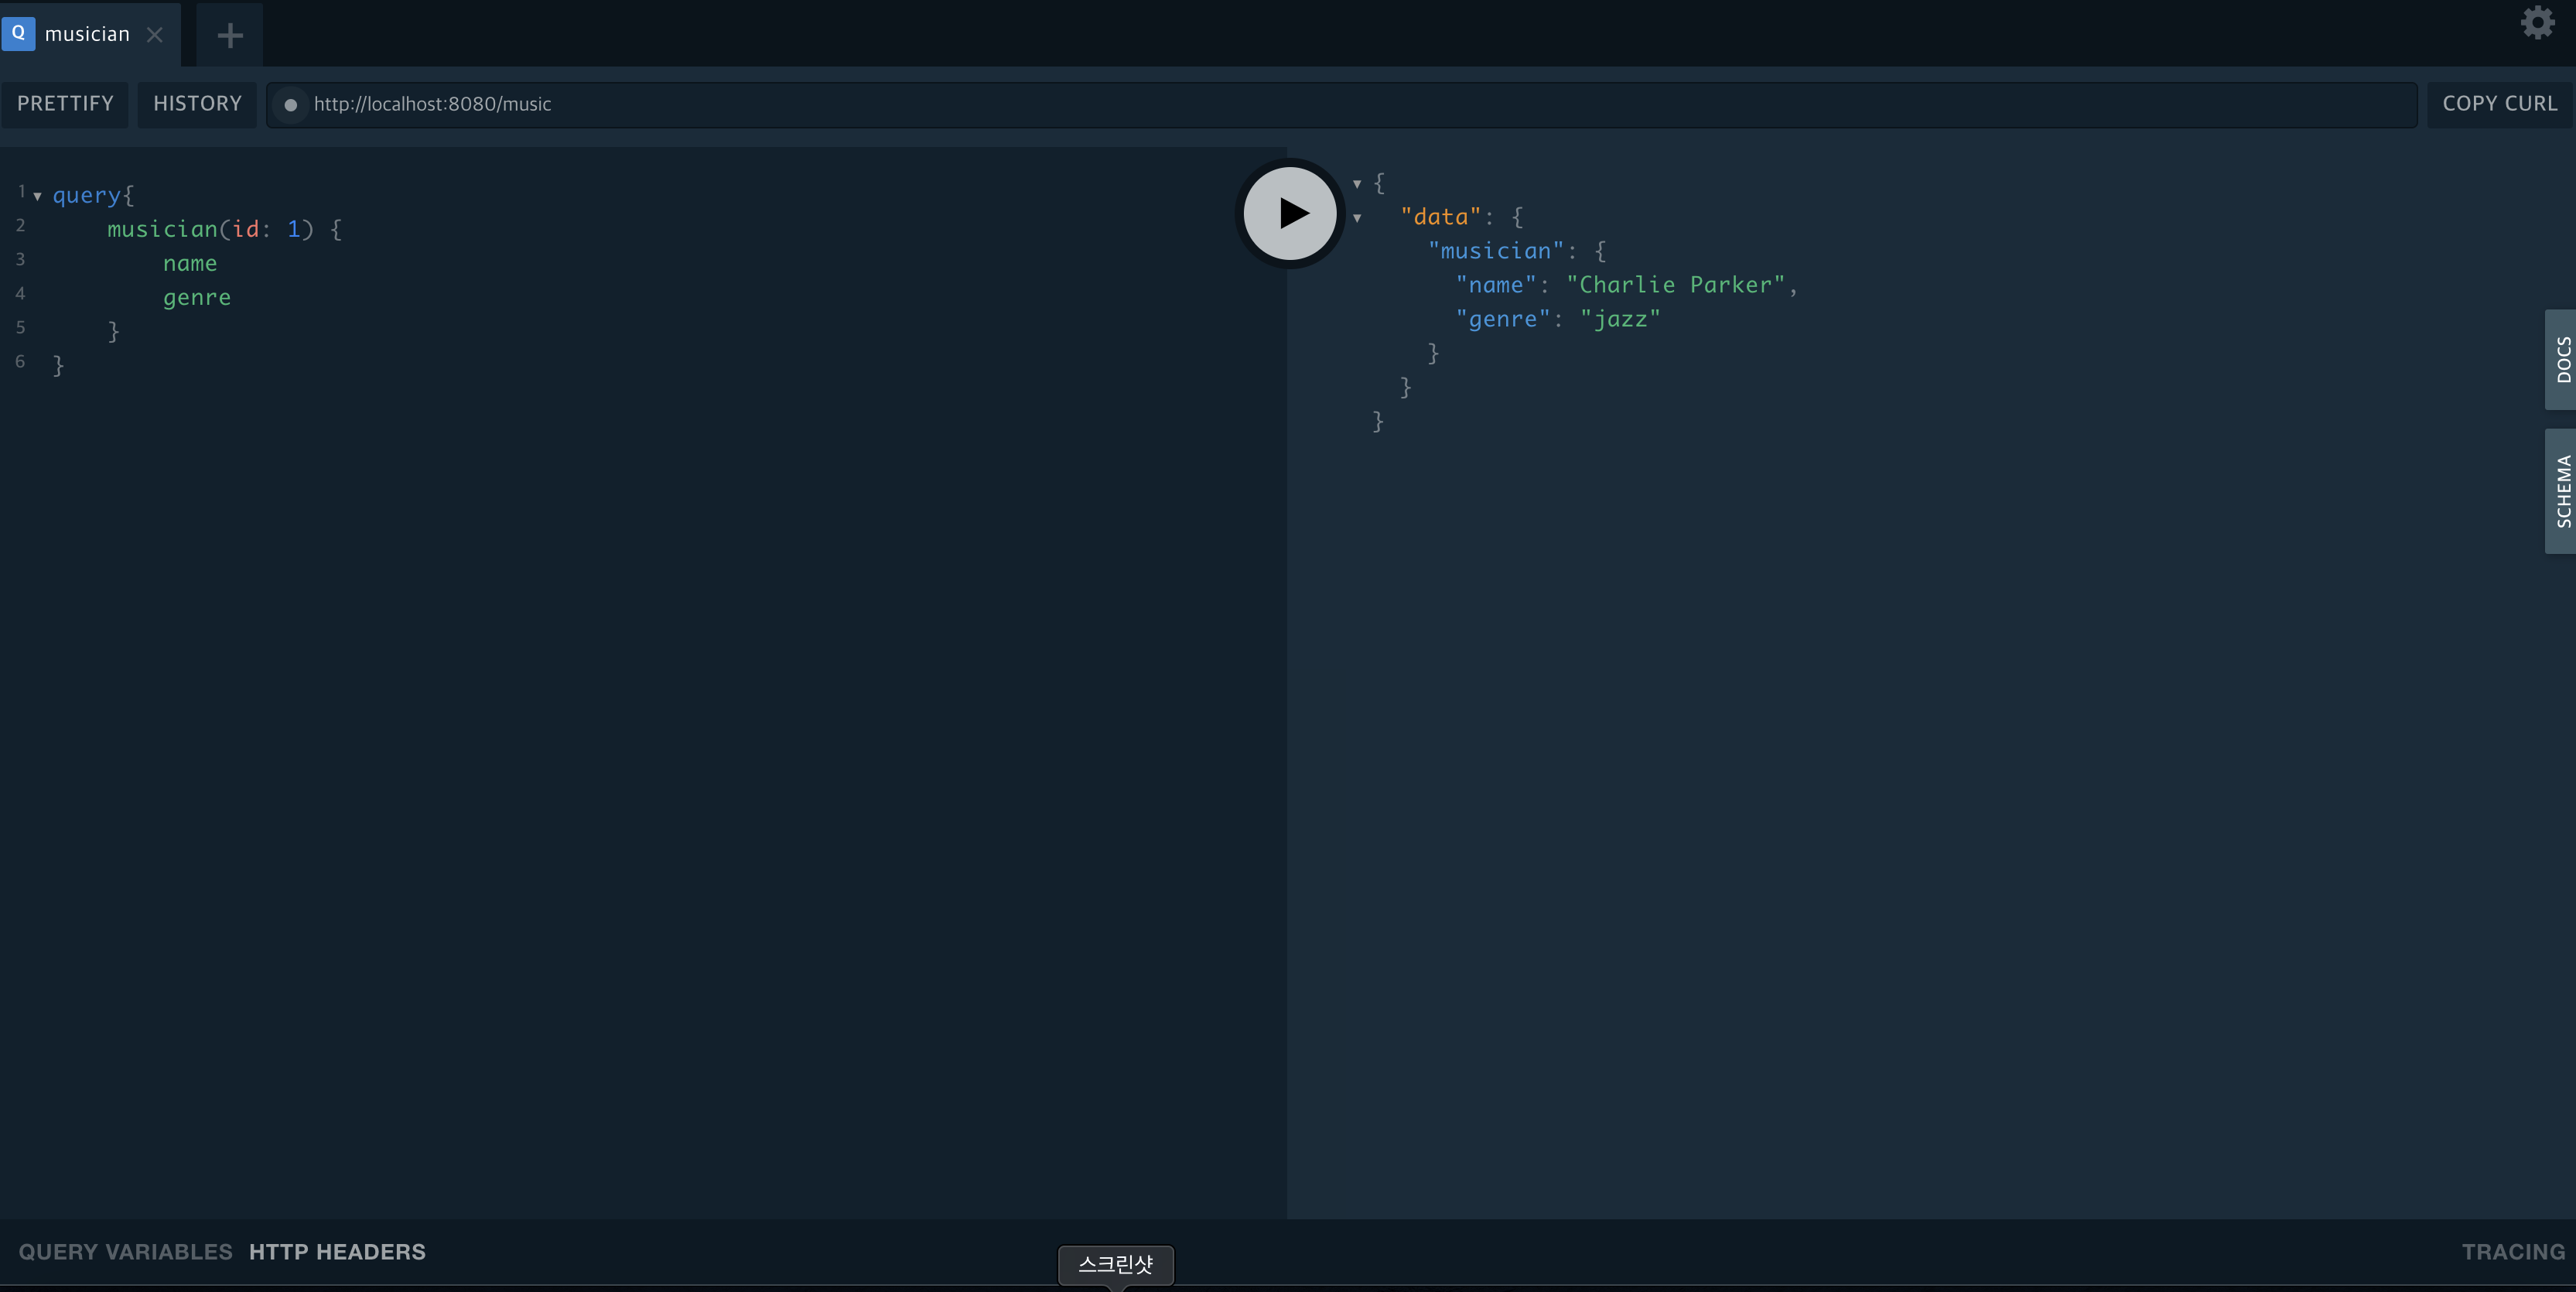 Q musician
PRETTIFY HISTORY http://localhost:8080/music COPY CURL
1 query{
2 musician(id: 1) {
3 name
4 genre
5 }
6 }
{
"data": {
"musician": {
"name": "Charlie Parker",
"genre": "jazz"
}
}
}
DOCS
SCHEMA
QUERY VARIABLES HTTP HEADERS TRACING
스크린샷